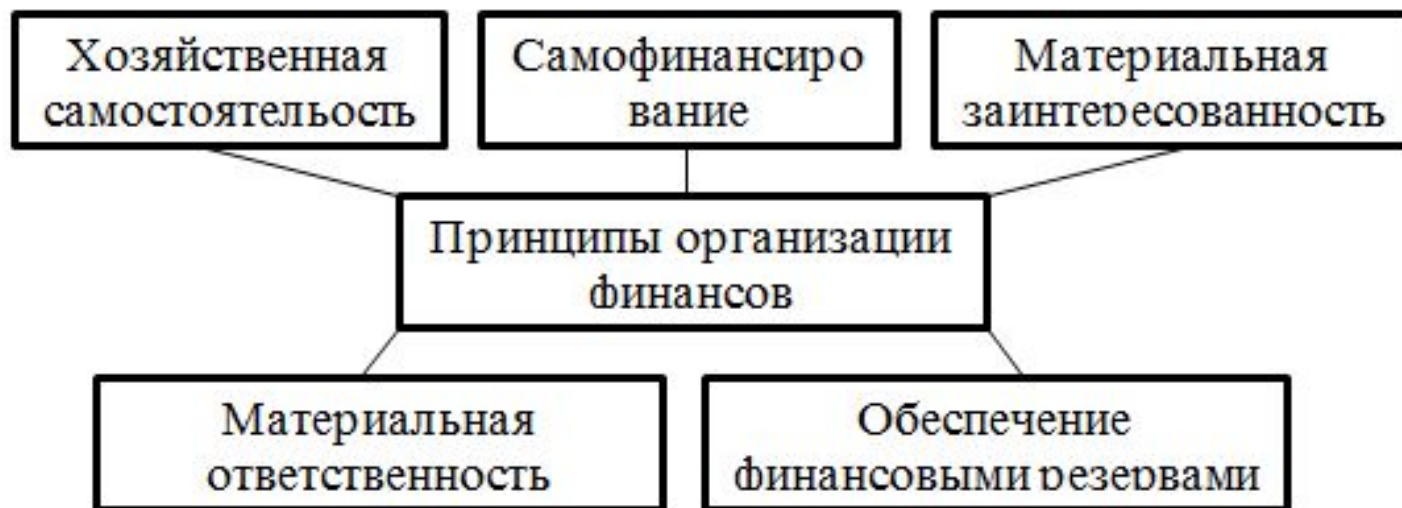 Хозяйственная
самостоятельость
Самофинансиро
вание
Материальная
заинтересованность
Принципы организации
финансов
Материальная
ответственность
Обеспечение
финансовыми резервами